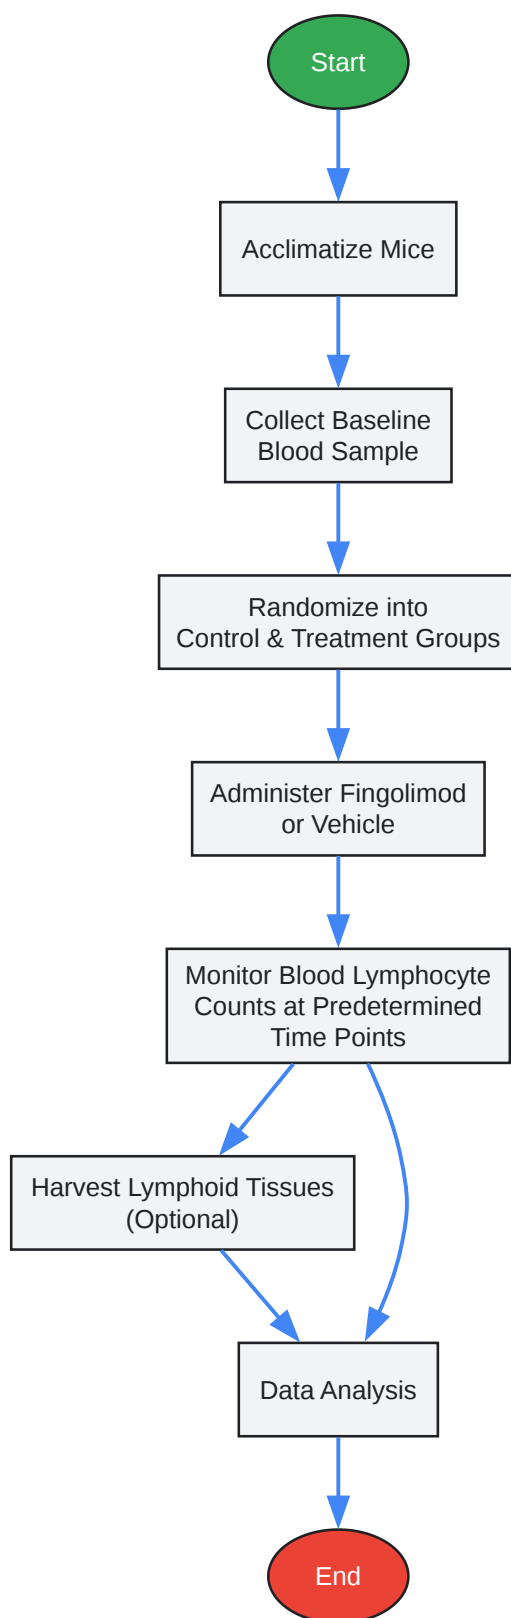 Start
Acclimatize Mice
Collect Baseline
Blood Sample
Randomize into
Control & Treatment Groups
Administer Fingolimod
or Vehicle
Monitor Blood Lymphocyte
Counts at Predetermined
Time Points
Harvest Lymphoid Tissues
(Optional)
Data Analysis
End